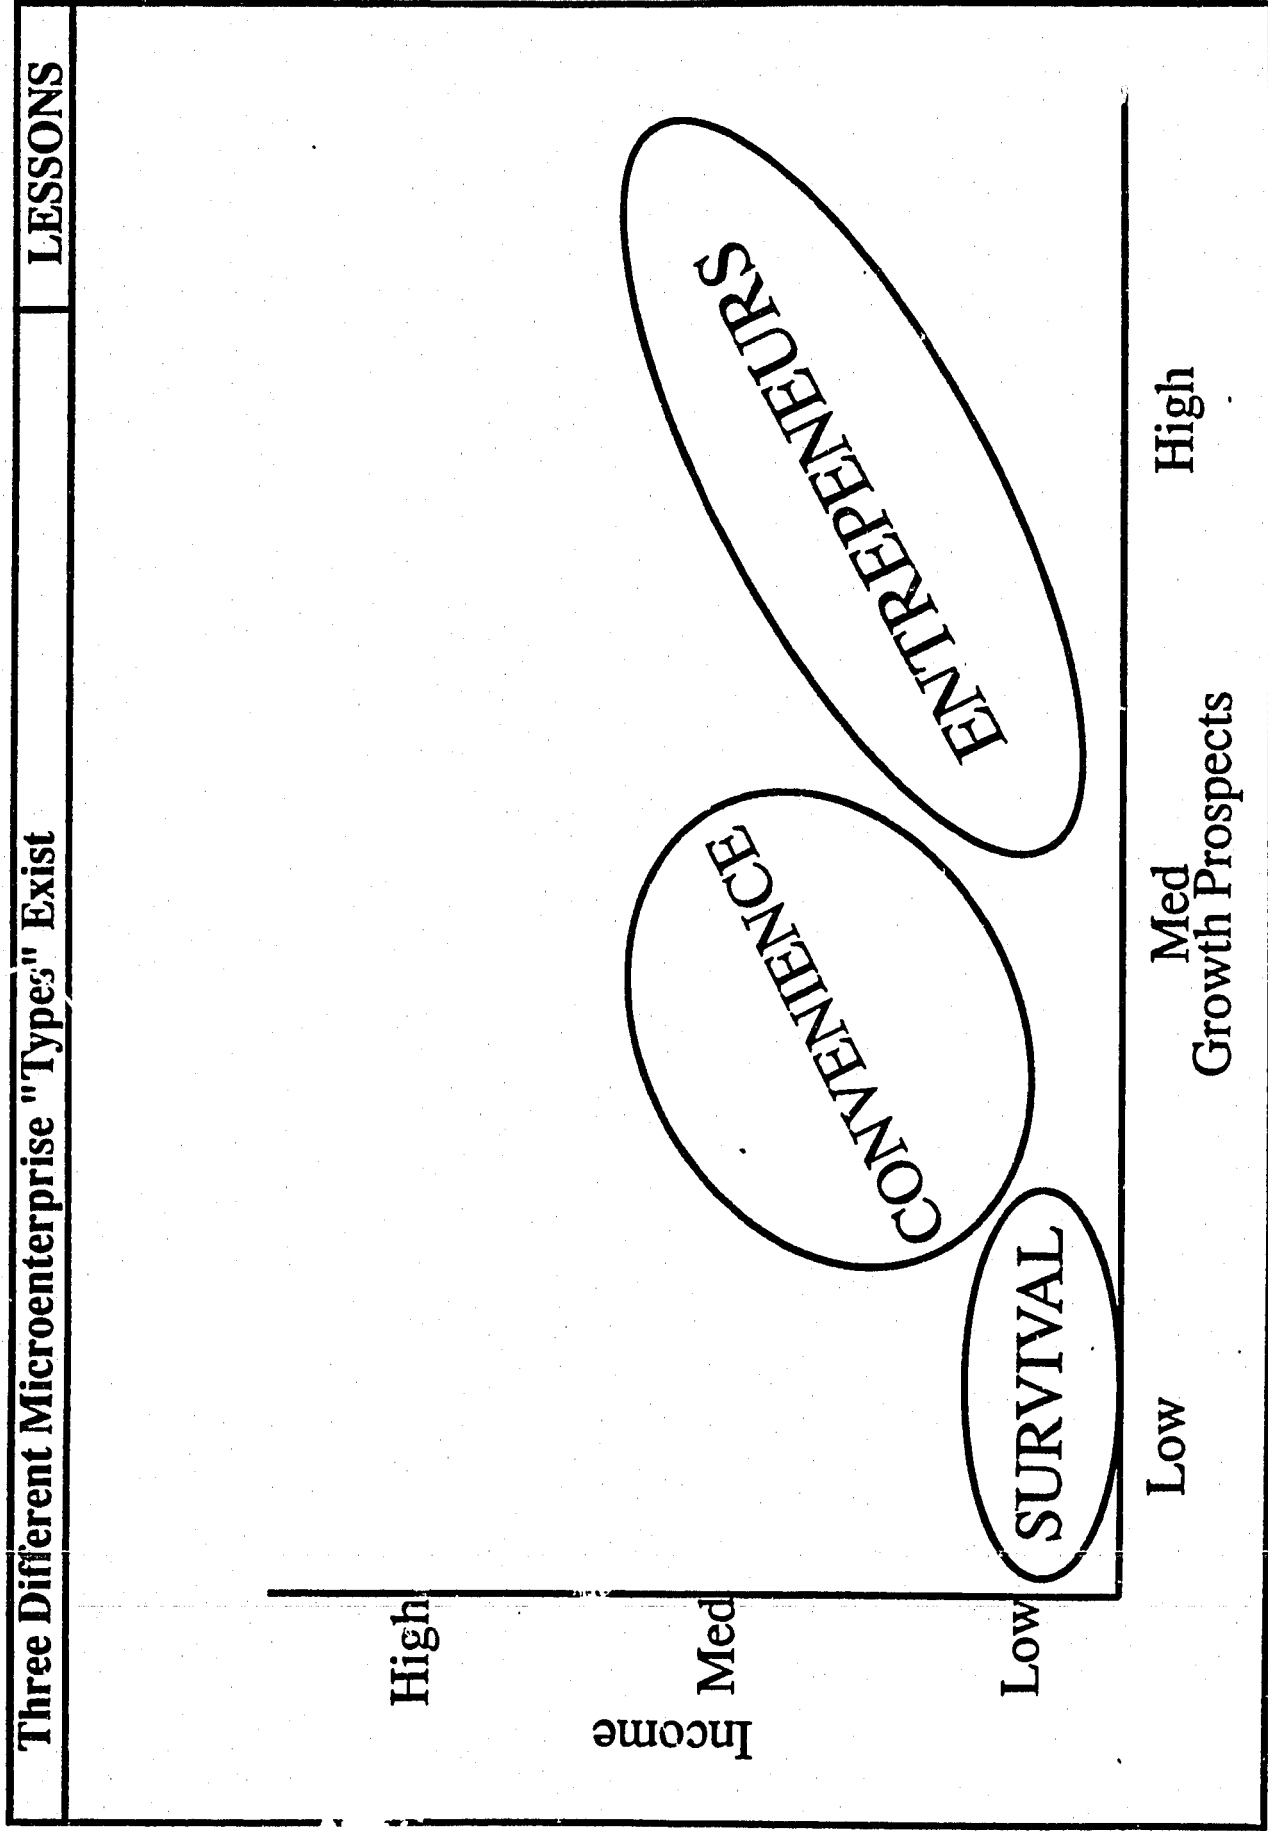 Three Different Microenterprise "Types" Exist
LESSONS
High
Med
Low
Income
CONVENIENCE
ENTREPENEURS
SURVIVAL
Low
Med
High
Growth Prospects